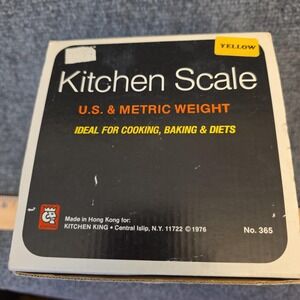 YELLOW
Kitchen Scale
U.S. & METRIC WEIGHT
IDEAL FOR COOKING, BAKING & DIETS
Made in Hong Kong for:
KITCHEN KING • Central Islip, N.Y. 11722 © 1976
No. 365